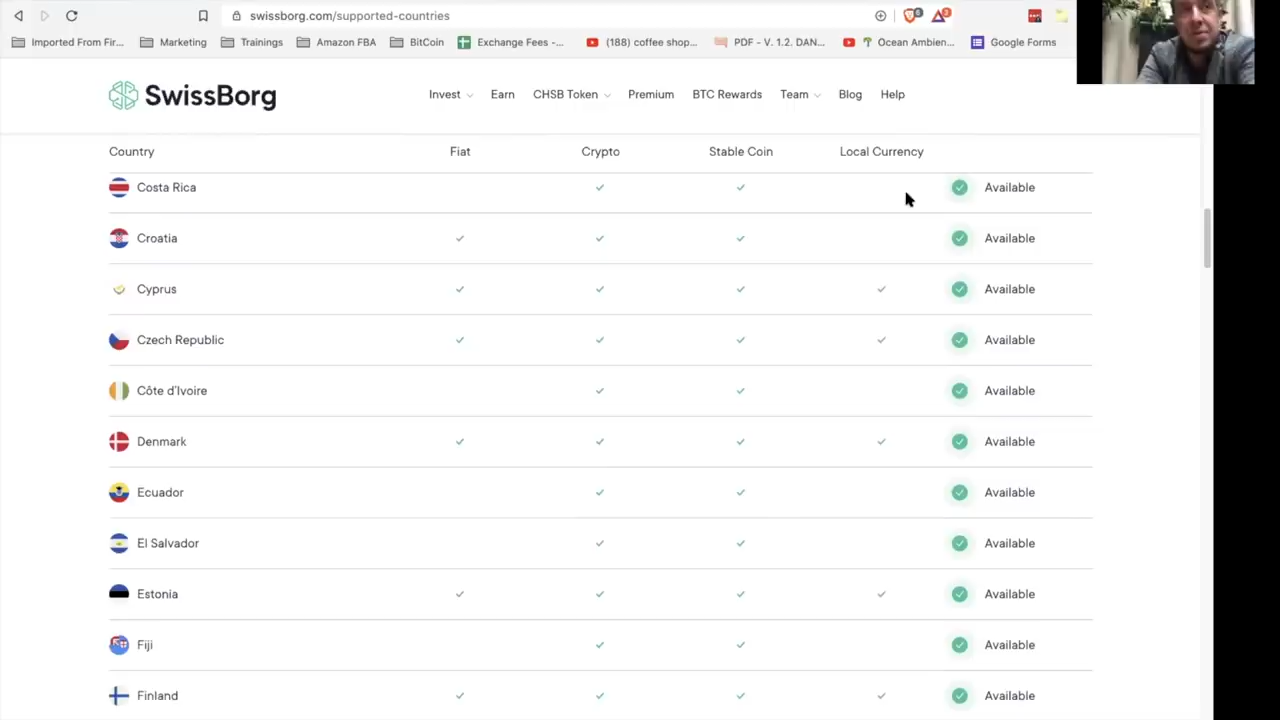 swissborg.com/supported-countries
Imported From Fir... Marketing Trainings Amazon FBA BitCoin Exchange Fees -... (188) coffee shop... PDF - V. 1.2. DAN... Ocean Ambien... Google Forms
SwissBorg Invest Earn CHSB Token Premium BTC Rewards Team Blog Help
Country Fiat Crypto Stable Coin Local Currency
Costa Rica Available
Croatia Available
Cyprus Available
Czech Republic Available
Côte d'Ivoire Available
Denmark Available
Ecuador Available
El Salvador Available
Estonia Available
Fiji Available
Finland Available